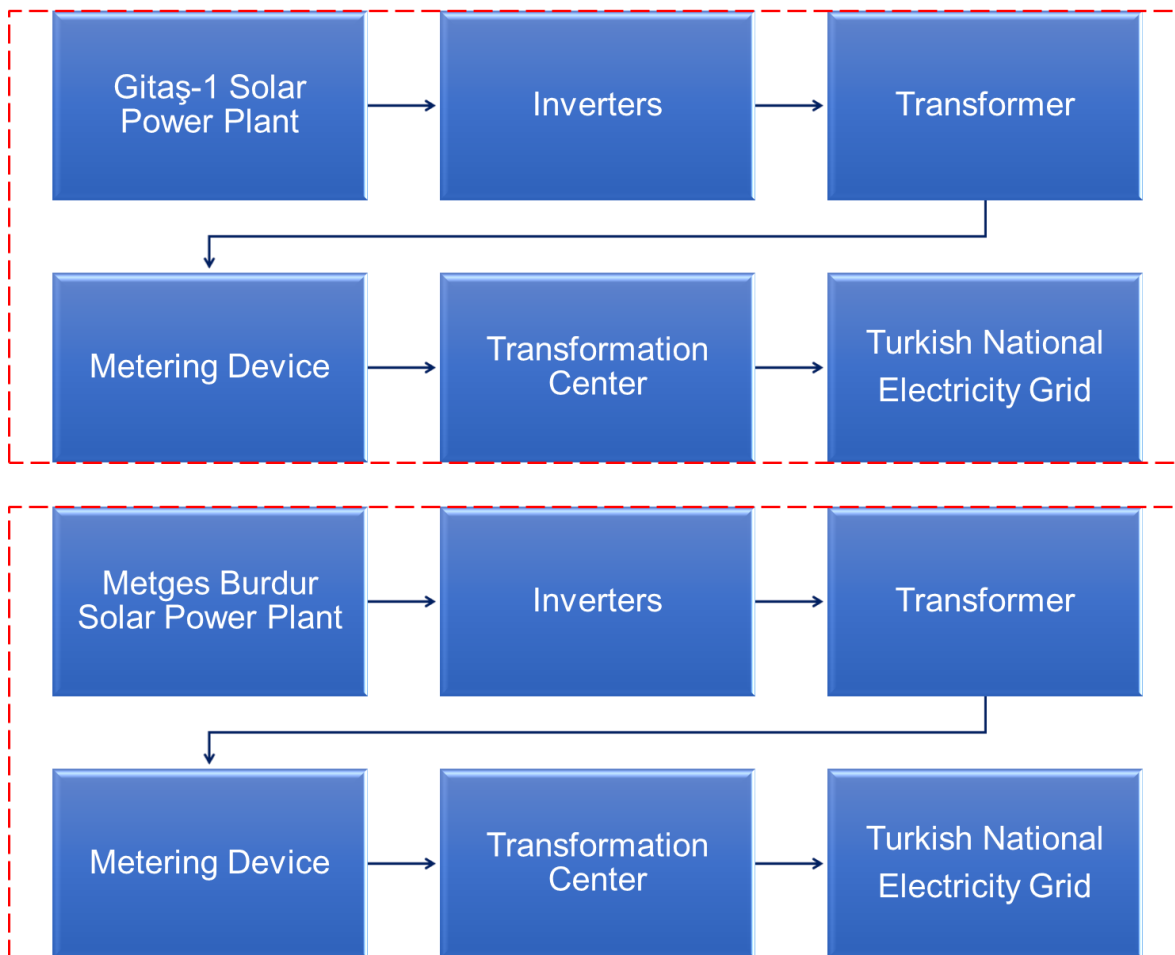 Gitaş-1 Solar
Power Plant
Inverters
Transformer
Metering Device
Transformation
Center
Turkish National
Electricity Grid
Metges Burdur
Solar Power Plant
Inverters
Transformer
Metering Device
Transformation
Center
Turkish National
Electricity Grid